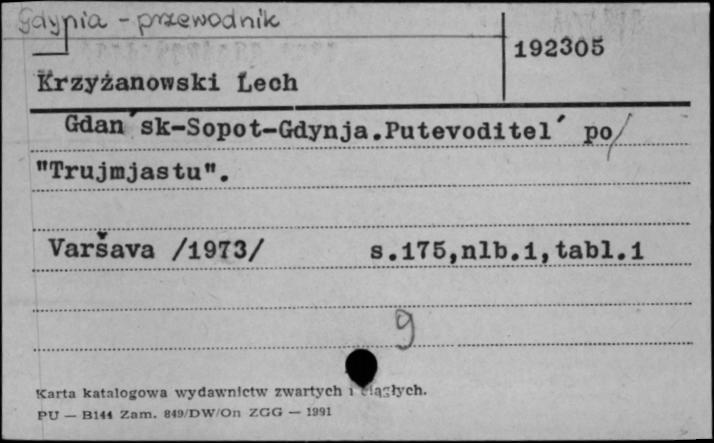 Gdynia - przewodnik
192305
Krzyżanowski Lech
Gdan´sk-Sopot-Gdynja.Putevoditel´ po
"Trujmjastu".
Varšava /1973/ s.175,nlb.1,tabl.1
9
Karta katalogowa wydawnictw zwartych i ciągłych.
PU — B144 Zam. 849/DW/On ZGG — 1991